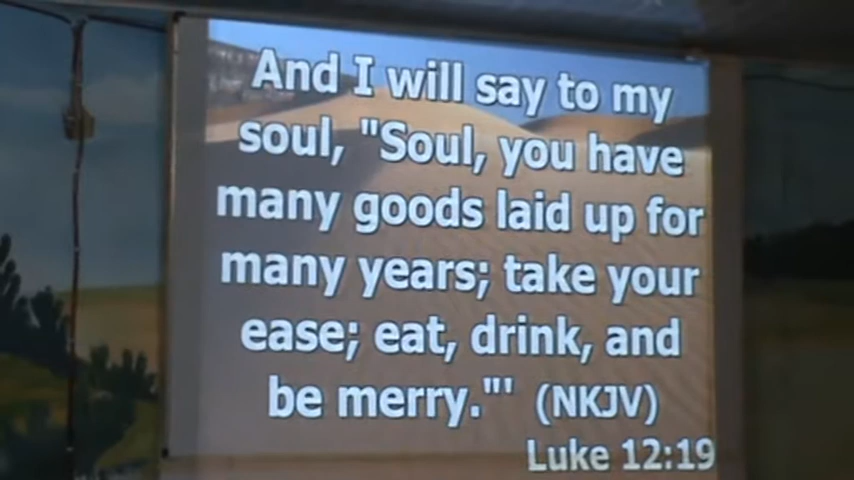 And I will say to my
soul, "Soul, you have
many goods laid up for
many years; take your
ease; eat, drink, and
be merry."' (NKJV)
Luke 12:19